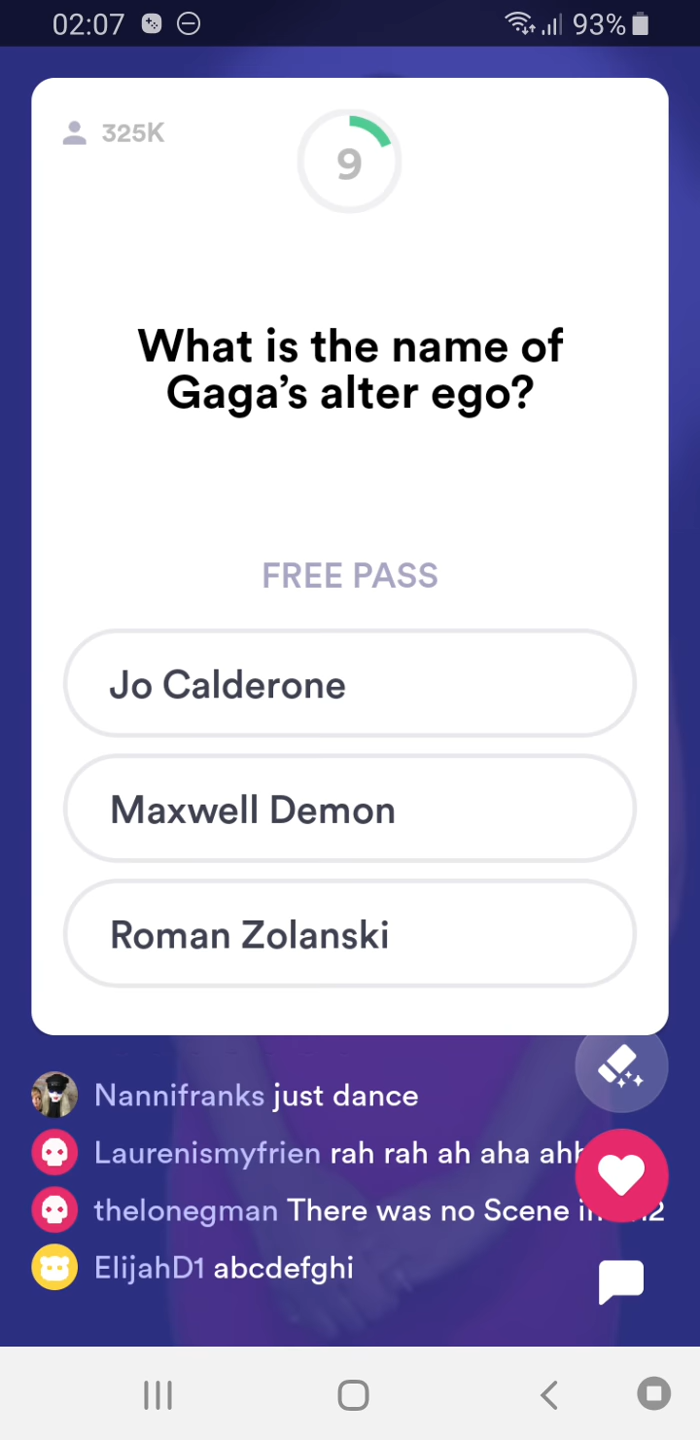 02:07
93%
325K
9
What is the name of
Gaga’s alter ego?
FREE PASS
Jo Calderone
Maxwell Demon
Roman Zolanski
Nannifranks just dance
Laurenismyfrien rah rah ah aha
thelonegman There was no Scene
ElijahD1 abcdefghi